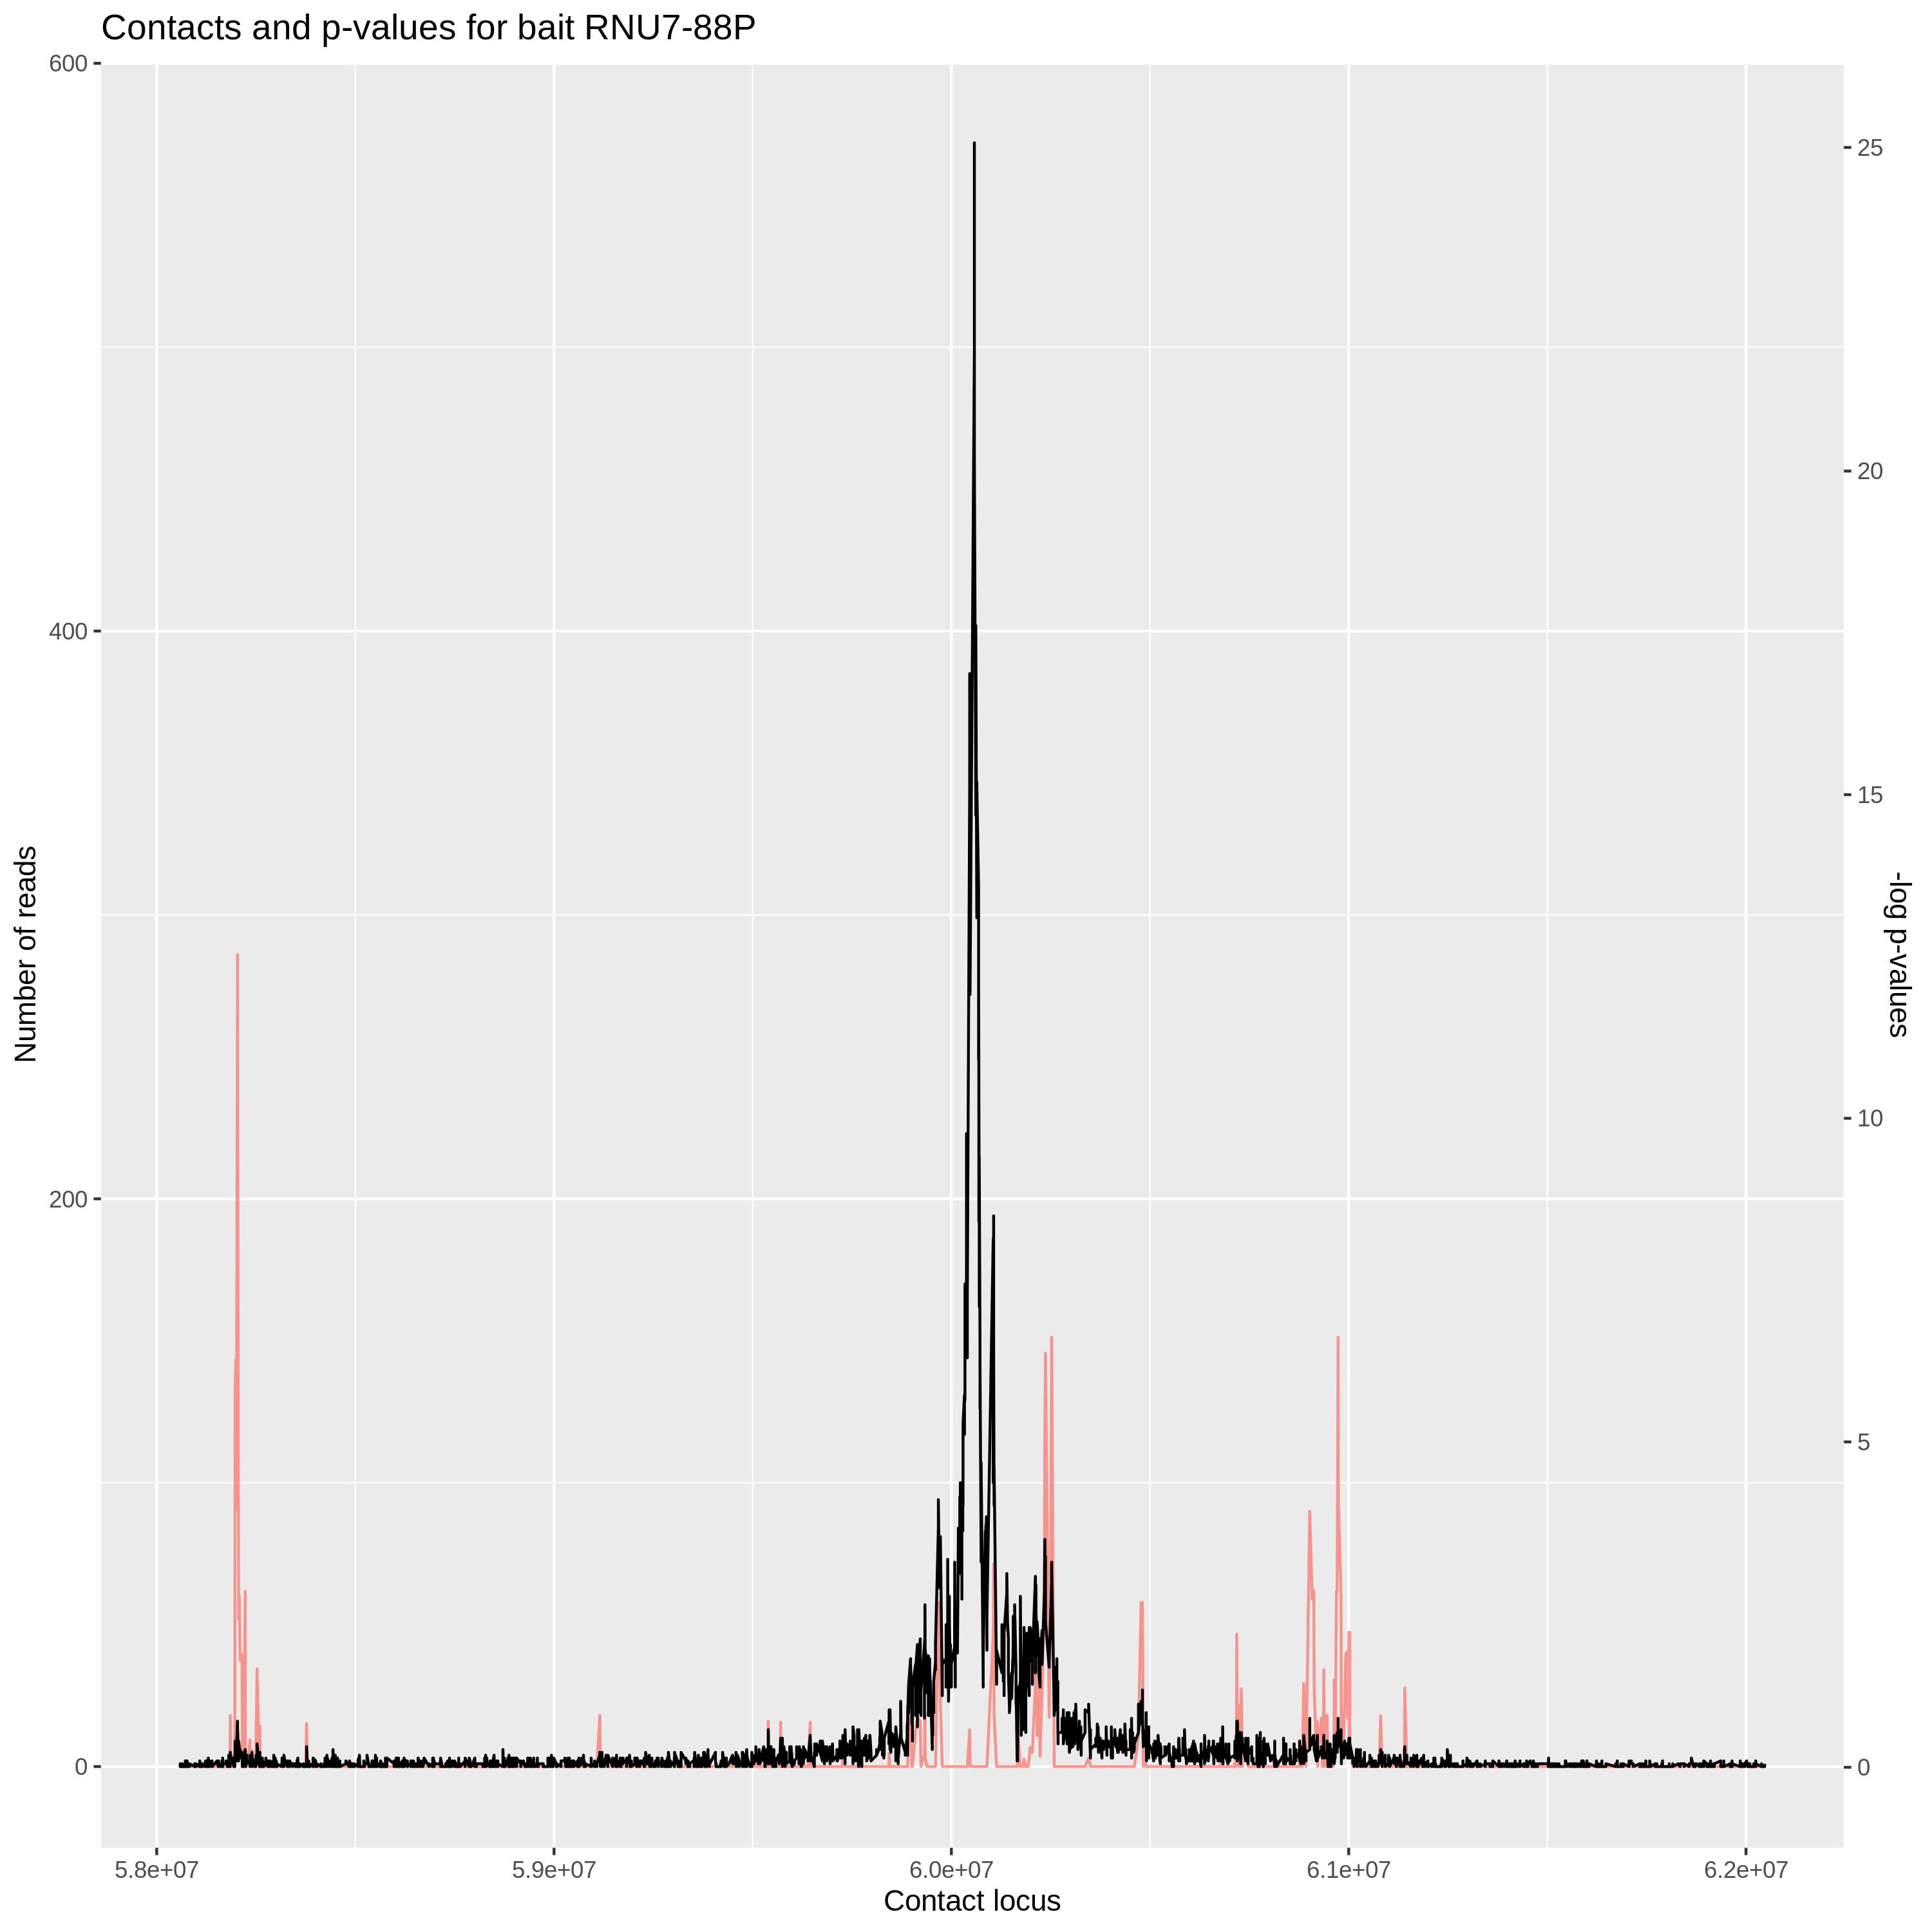 Contacts and p-values for bait RNU7-88P
600
400
200
0
Number of reads
25
20
15
10
5
0
-log p-values
5.8e+07
5.9e+07
6.0e+07
6.1e+07
6.2e+07
Contact locus